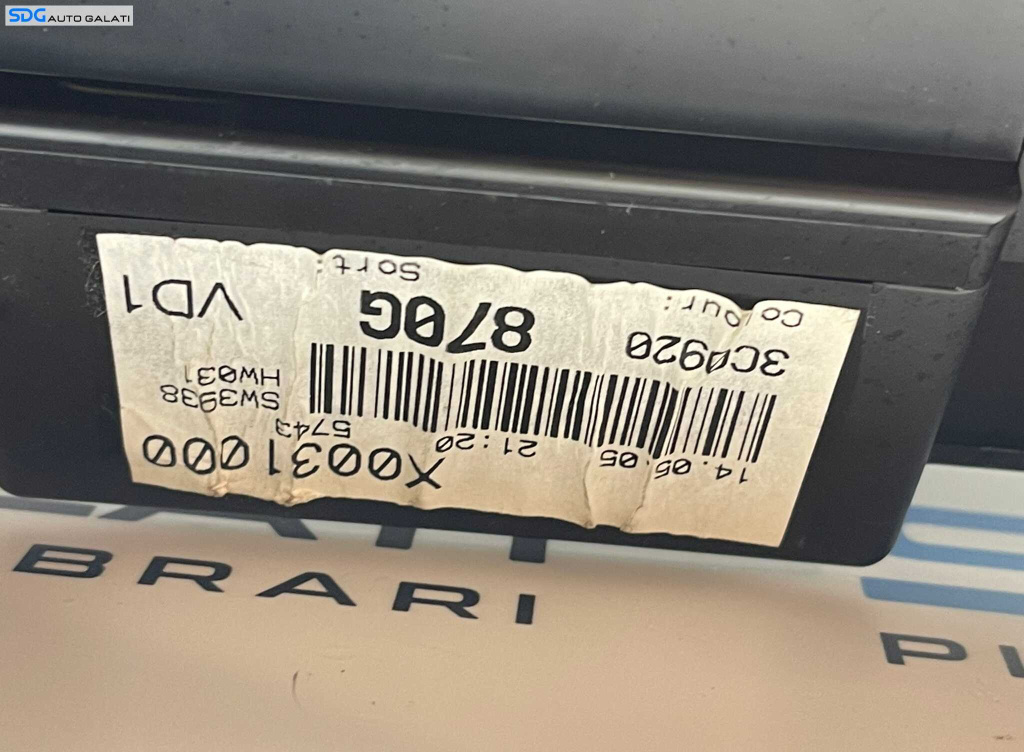 SDG AUTO GALATI
X0031000
14.05.05 21:20 5743
SW3938
HW031
3C0920 870G VD1
Colour: Sort:
BRARI